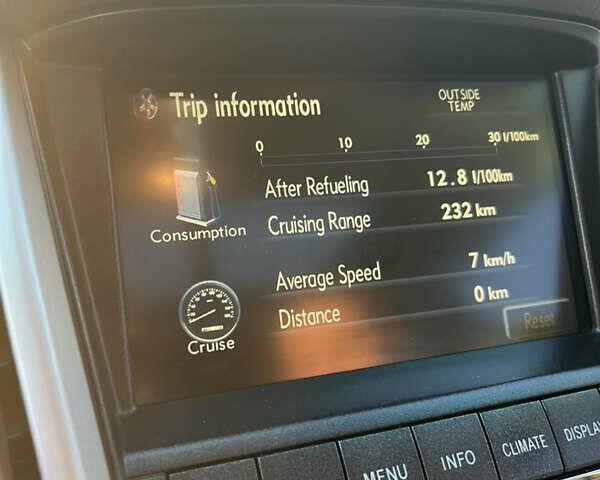 Trip information
OUTSIDE
TEMP
0 10 20 30 l/100km
After Refueling 12.8 l/100km
Cruising Range 232 km
Consumption
Average Speed 7 km/h
Distance 0 km
Cruise
Reset
MENU INFO CLIMATE DISPLAY